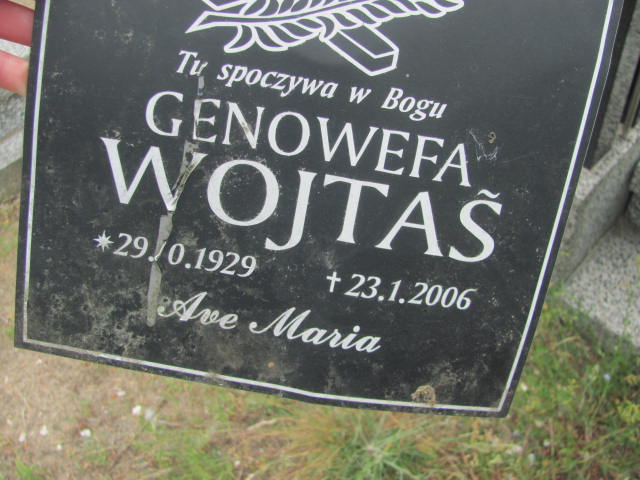 Tu spoczywa w Bogu
GENOWEFA
WOJTAŠ
✷29.10.1929
✝23.1.2006
Ave Maria